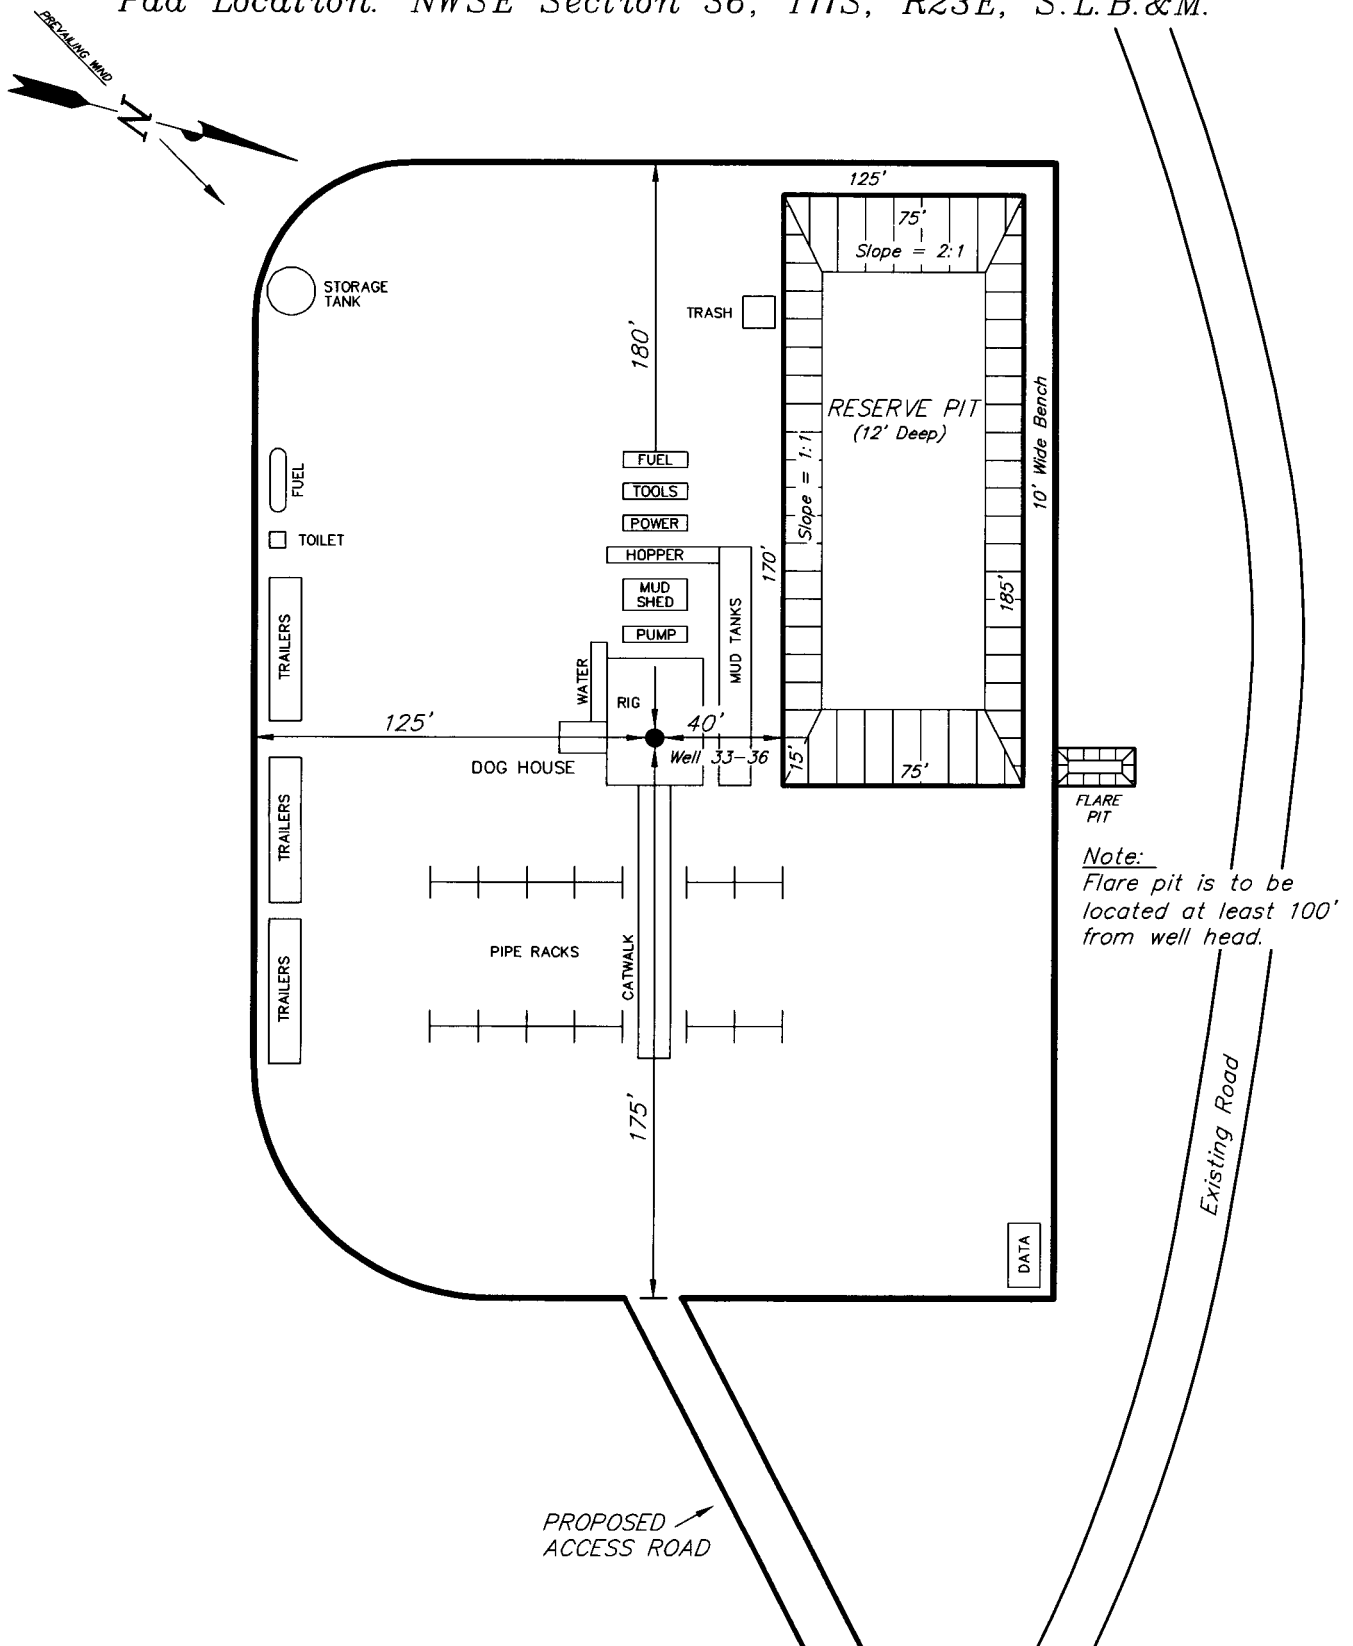 Pad Location: NWSE Section 36, T11S, R23E, S.L.B.&M.
PREVAILING WIND
N
125'
75'
Slope = 2:1
STORAGE
TANK
TRASH
180'
RESERVE PIT
(12' Deep)
10' Wide Bench
Slope = 1:1
FUEL
FUEL
TOOLS
POWER
TOILET
HOPPER
170'
MUD
SHED
185'
PUMP
MUD TANKS
TRAILERS
WATER
RIG
125'
40'
Well 33-36
15'
75'
DOG HOUSE
FLARE
PIT
TRAILERS
Note:
Flare pit is to be
located at least 100'
from well head.
PIPE RACKS
CATWALK
TRAILERS
175'
Existing Road
DATA
PROPOSED
ACCESS ROAD